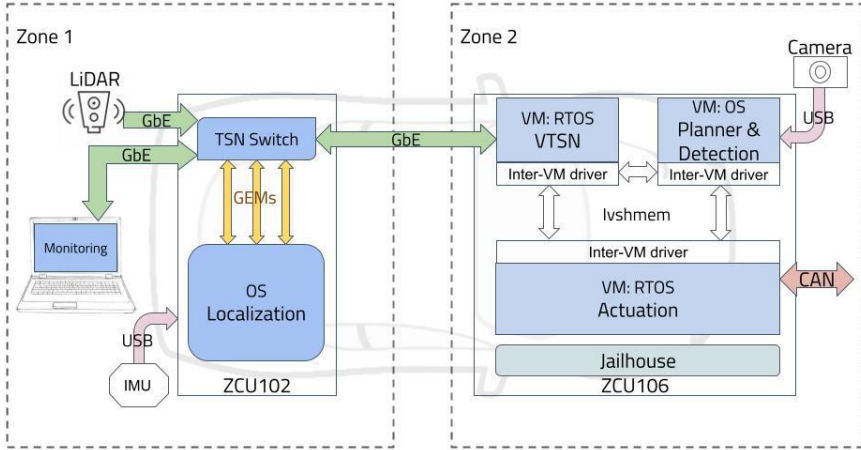 Zone 1
LiDAR
GbE
GbE
TSN Switch
GEMs
Monitoring
OS
Localization
USB
IMU
ZCU102
GbE
Zone 2
Camera
USB
VM: RTOS
VTSN
Inter-VM driver
VM: OS
Planner &
Detection
Inter-VM driver
Ivshmem
Inter-VM driver
VM: RTOS
Actuation
CAN
Jailhouse
ZCU106